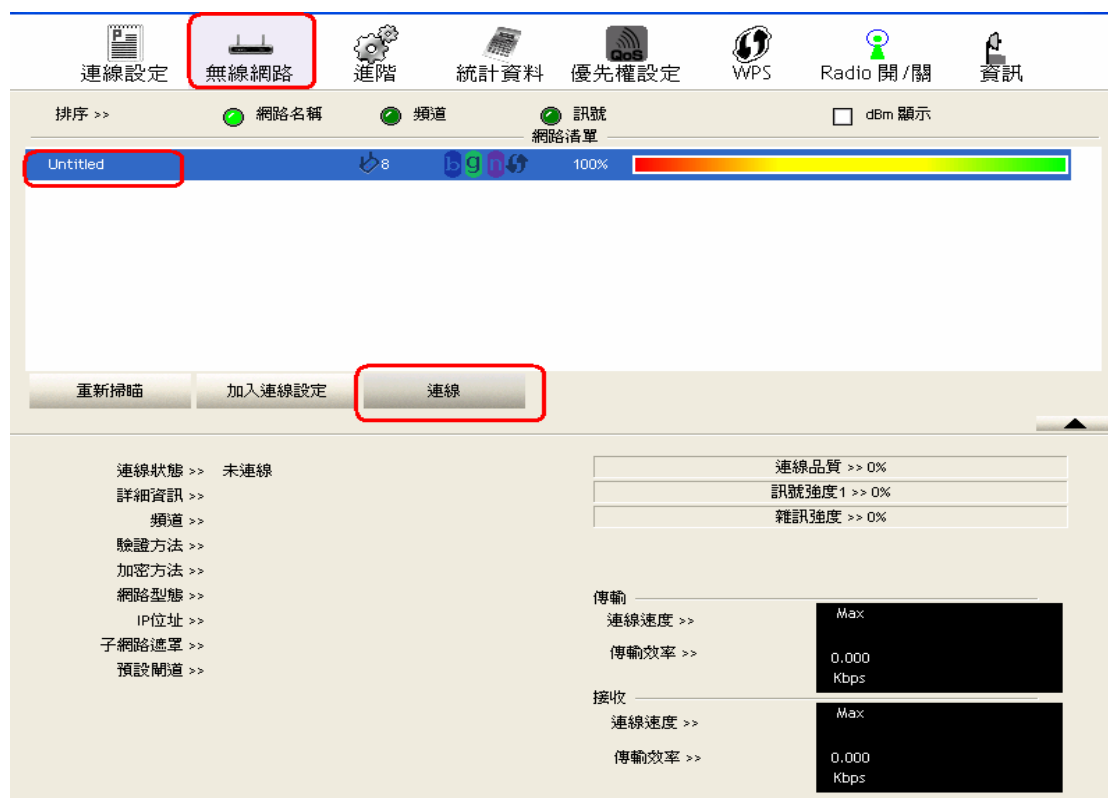 連線設定 無線網路 進階 統計資料 優先權設定 WPS Radio 開/關 資訊
排序 >> 網路名稱 頻道 訊號 dBm 顯示
網路清單
Untitled 8 b g n 100%
重新掃瞄 加入連線設定 連線
連線狀態 >> 未連線
詳細資訊 >>
頻道 >>
驗證方法 >>
加密方法 >>
網路型態 >>
IP位址 >>
子網路遮罩 >>
預設閘道 >>
連線品質 >> 0%
訊號強度1 >> 0%
雜訊強度 >> 0%
傳輸
連線速度 >>
傳輸效率 >>
Max
0.000
Kbps
接收
連線速度 >>
傳輸效率 >>
Max
0.000
Kbps